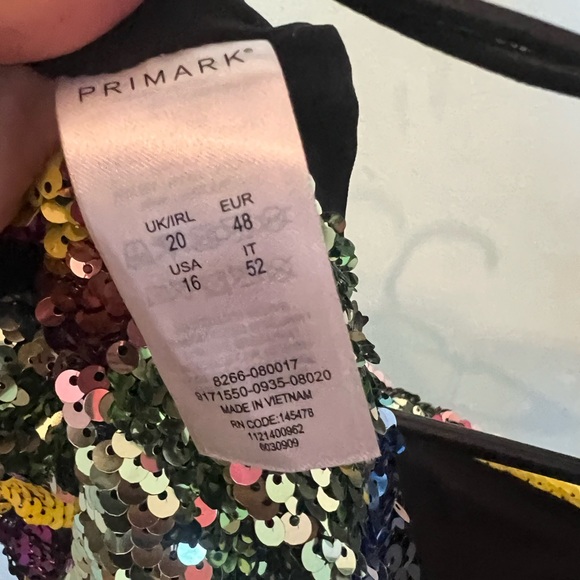 PRIMARK®
UK/IRL EUR
20 48
USA IT
16 52
8266-080017
9171550-0935-08020
MADE IN VIETNAM
RN CODE: 145478
1121400962
6030909